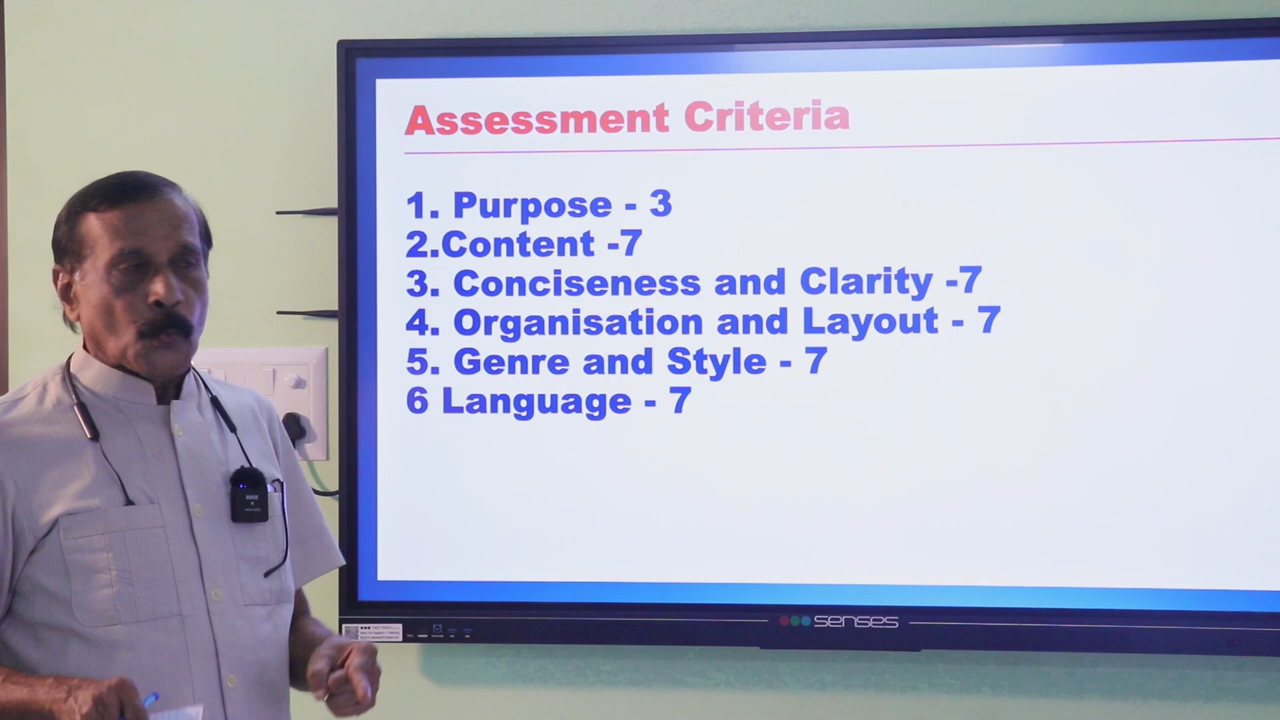 Assessment Criteria
1. Purpose - 3
2.Content -7
3. Conciseness and Clarity -7
4. Organisation and Layout - 7
5. Genre and Style - 7
6 Language - 7
senses